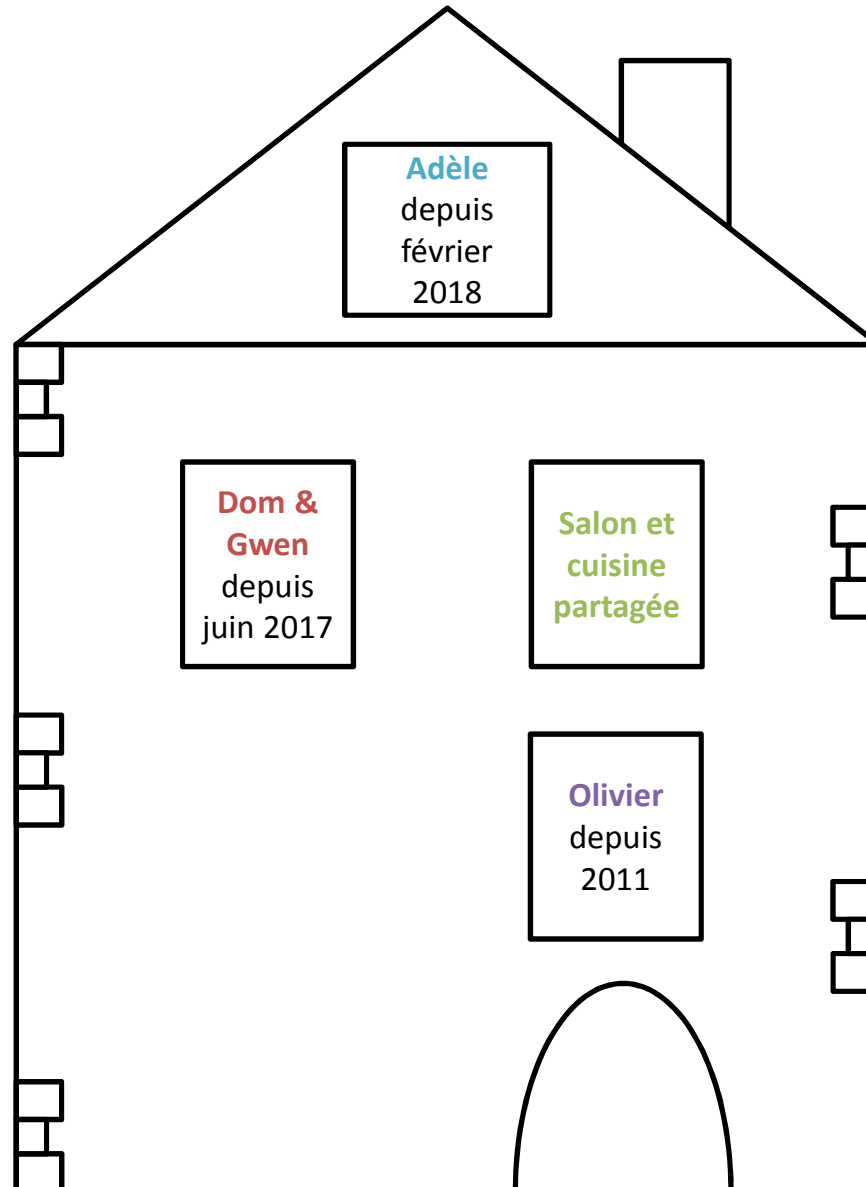 Adèle
depuis
février
2018
Dom &
Gwen
depuis
juin 2017
Salon et
cuisine
partagée
Olivier
depuis
2011